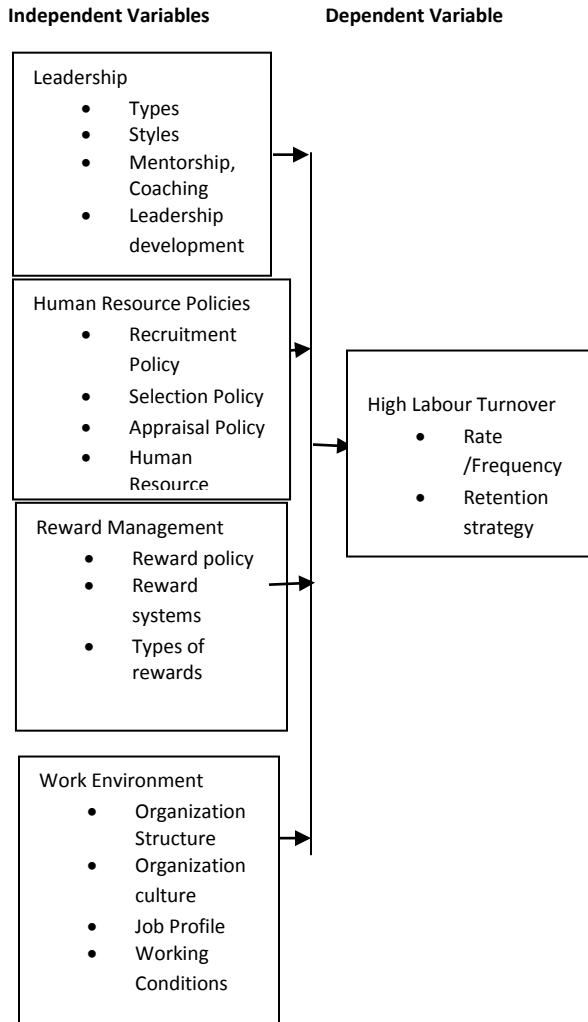 Independent Variables
Dependent Variable
Leadership
• Types
• Styles
• Mentorship,
Coaching
• Leadership
development
Human Resource Policies
• Recruitment
Policy
• Selection Policy
• Appraisal Policy
• Human
Resource
Reward Management
• Reward policy
• Reward
systems
• Types of
rewards
Work Environment
• Organization
Structure
• Organization
culture
• Job Profile
• Working
Conditions
High Labour Turnover
• Rate
/Frequency
• Retention
strategy